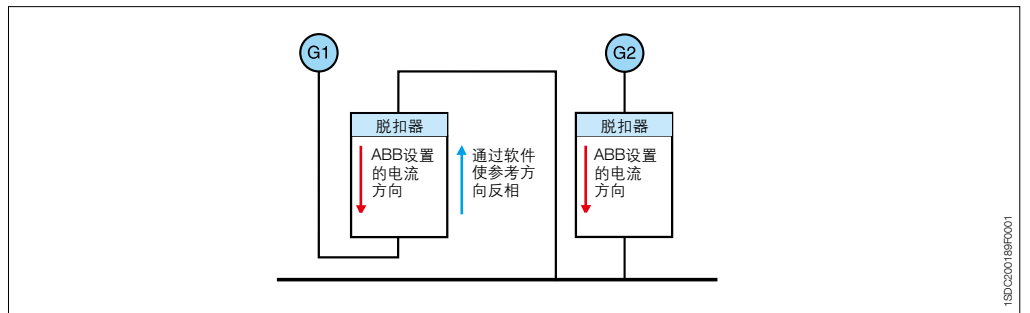 G1
G2
脱扣器
ABB设置
的电流
方向
通过软件
使参考方
向反相
脱扣器
ABB设置
的电流
方向
1SDC200189F0001